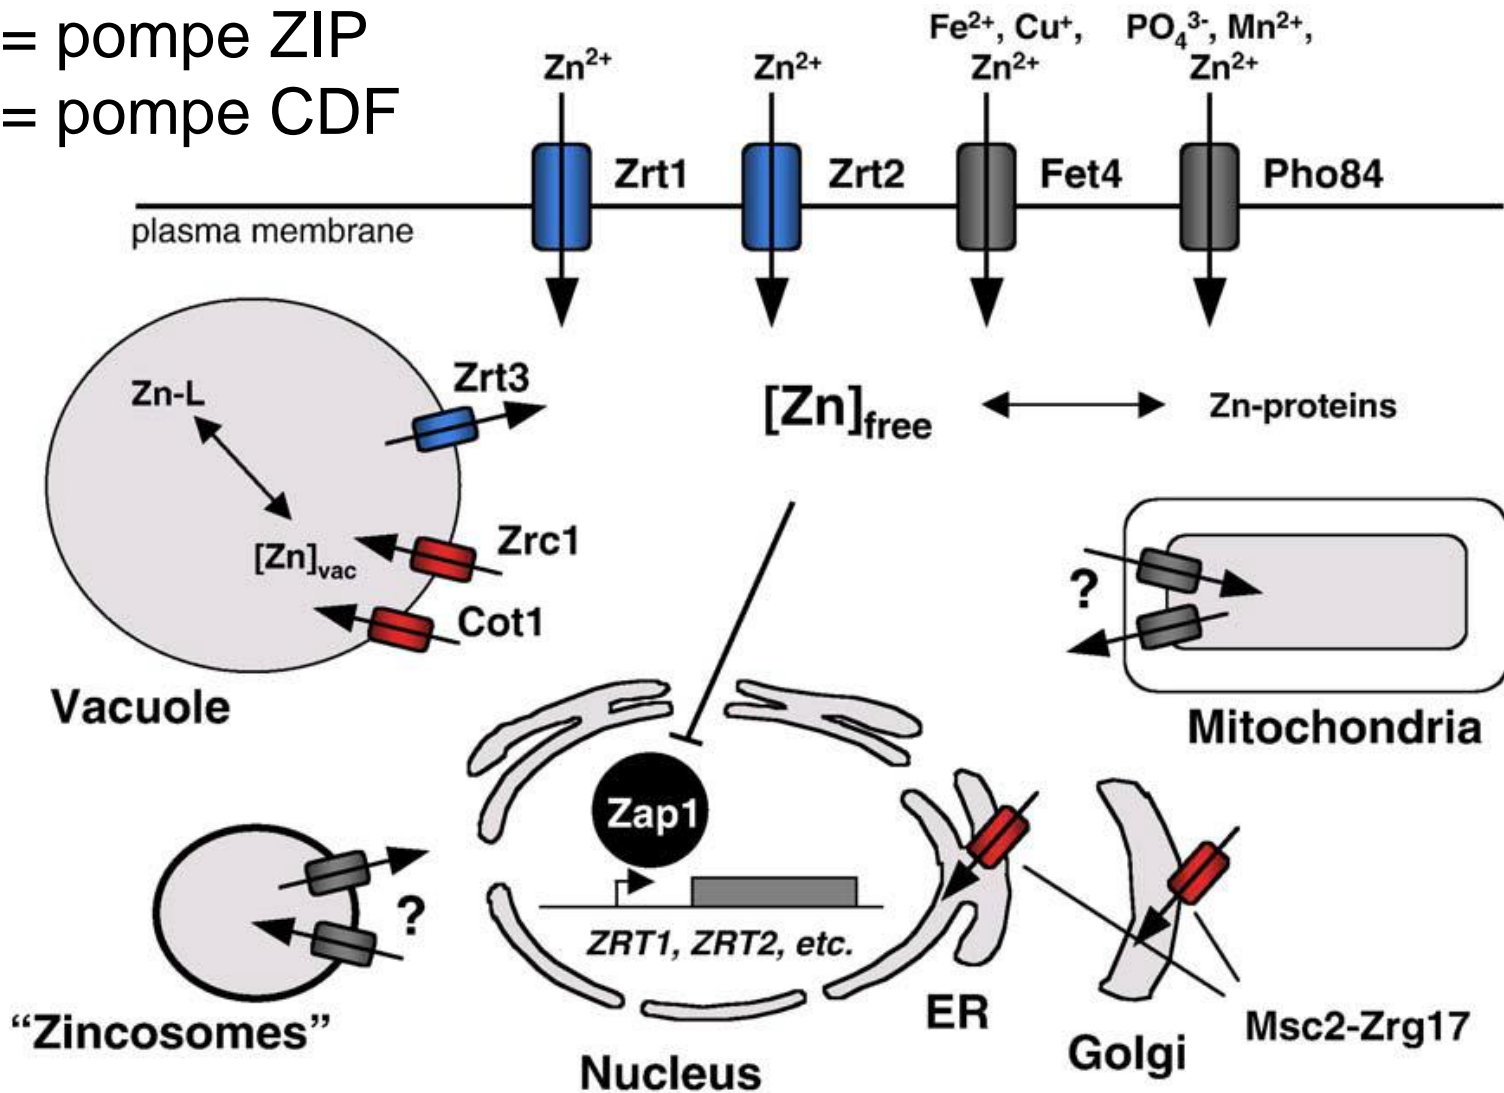 = pompe ZIP
= pompe CDF
Zn²⁺
Zn²⁺
Fe²⁺, Cu⁺,
Zn²⁺
PO₄³⁻, Mn²⁺,
Zn²⁺
Zrt1
Zrt2
Fet4
Pho84
plasma membrane
Zn-L
Zrt3
[Zn]free
Zn-proteins
[Zn]vac
Zrc1
Cot1
Vacuole
?
Mitochondria
Zap1
ZRT1, ZRT2, etc.
?
“Zincosomes”
Nucleus
ER
Golgi
Msc2-Zrg17